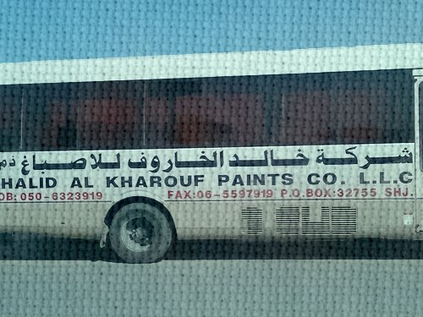 شركة خالد الخاروف للاصباغ ذ م
HALID AL KHAROUF PAINTS CO. L.L.C
OB: 050-6323919 FAX:06-5597919 P.O.BOX:32755 SHJ.